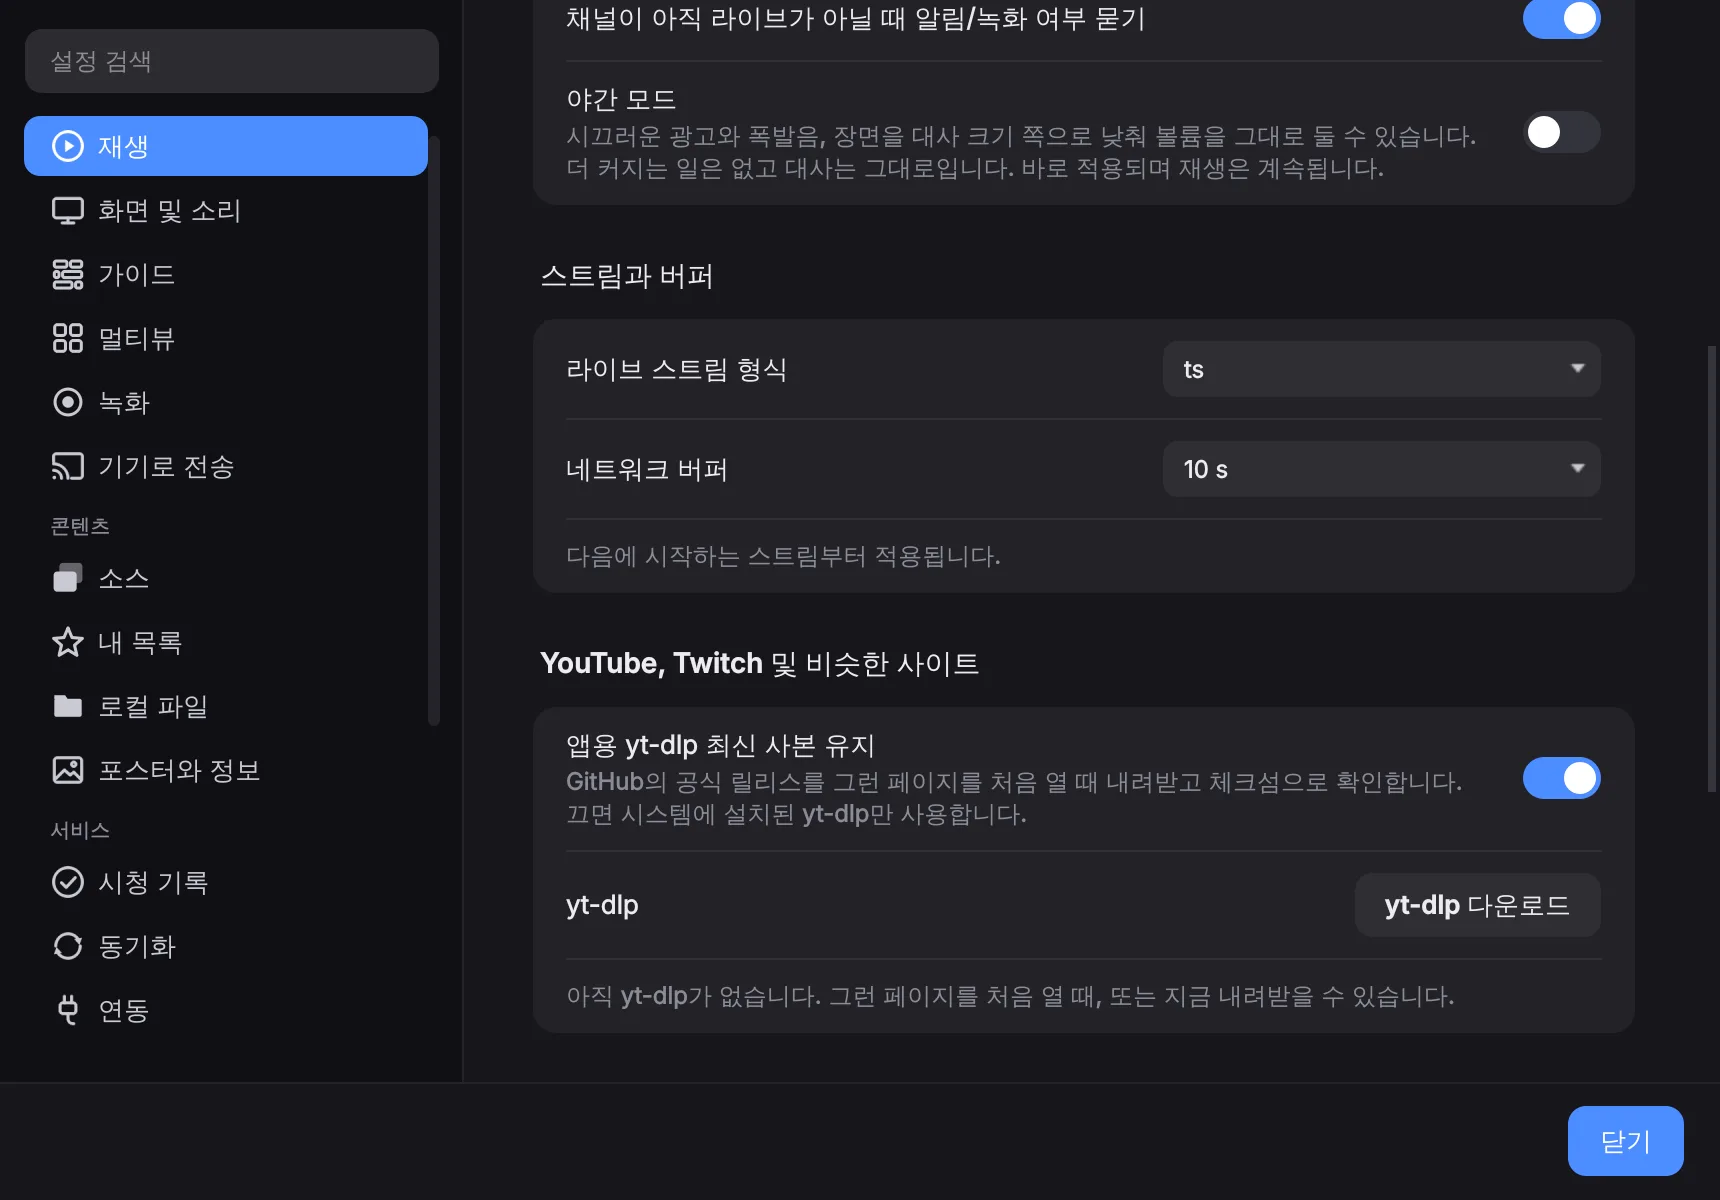 설정 검색
재생
화면 및 소리
가이드
멀티뷰
녹화
기기로 전송
콘텐츠
소스
내 목록
로컬 파일
포스터와 정보
서비스
시청 기록
동기화
연동
채널이 아직 라이브가 아닐 때 알림/녹화 여부 묻기
야간 모드
시끄러운 광고와 폭발음, 장면을 대사 크기 쪽으로 낮춰 볼륨을 그대로 둘 수 있습니다.
더 커지는 일은 없고 대사는 그대로입니다. 바로 적용되며 재생은 계속됩니다.
스트림과 버퍼
라이브 스트림 형식
ts
네트워크 버퍼
10 s
다음에 시작하는 스트림부터 적용됩니다.
YouTube, Twitch 및 비슷한 사이트
앱용 yt-dlp 최신 사본 유지
GitHub의 공식 릴리스를 그런 페이지를 처음 열 때 내려받고 체크섬으로 확인합니다.
끄면 시스템에 설치된 yt-dlp만 사용합니다.
yt-dlp
yt-dlp 다운로드
아직 yt-dlp가 없습니다. 그런 페이지를 처음 열 때, 또는 지금 내려받을 수 있습니다.
닫기